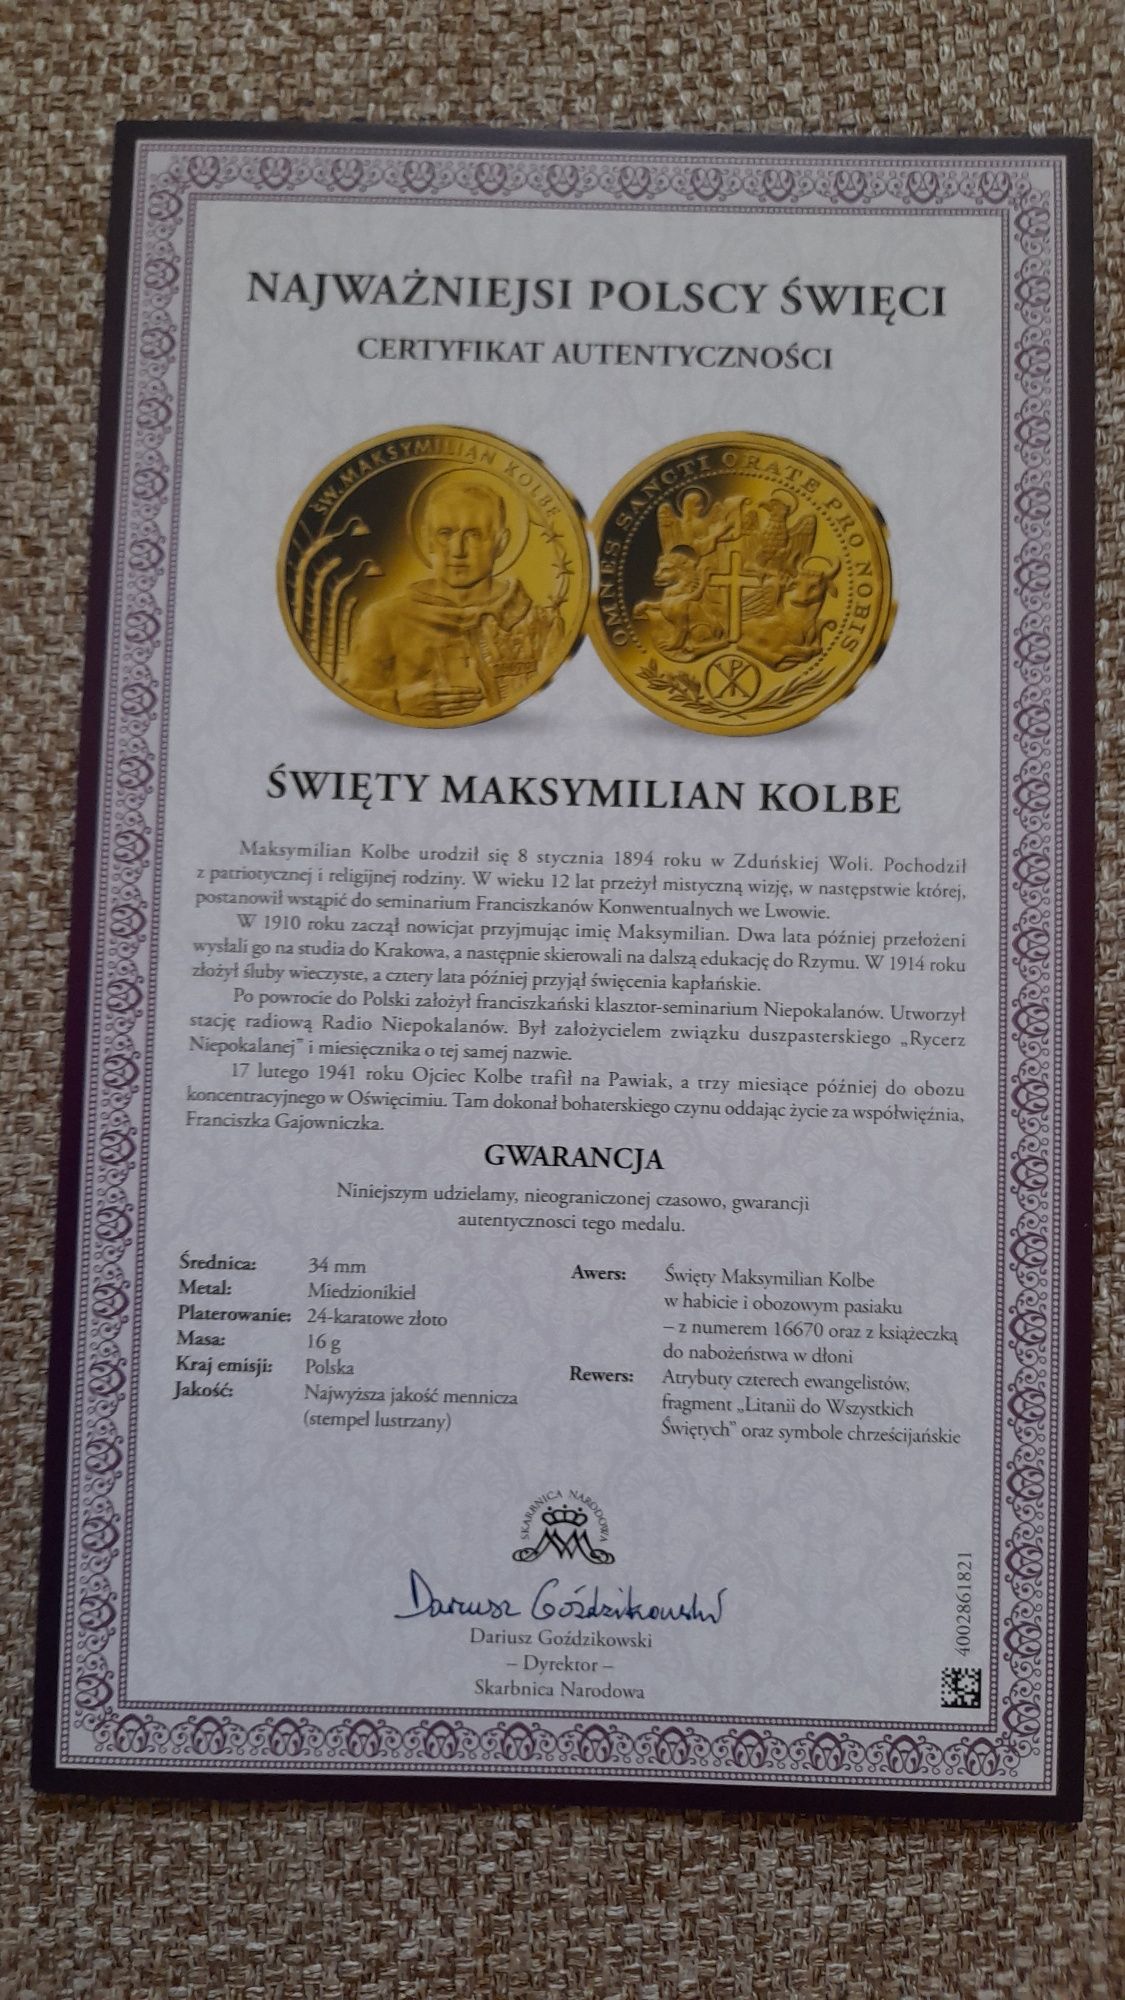 NAJWAŻNIEJSI POLSCY ŚWIĘCI
CERTYFIKAT AUTENTYCZNOŚCI
ŚW. MAKSYMILIAN KOLBE
16670
OMNES SANCTI ORATE PRO NOBIS
ŚWIĘTY MAKSYMILIAN KOLBE
Maksymilian Kolbe urodził się 8 stycznia 1894 roku w Zduńskiej Woli. Pochodził
z patriotycznej i religijnej rodziny. W wieku 12 lat przeżył mistyczną wizję, w następstwie której,
postanowił wstąpić do seminarium Franciszkanów Konwentualnych we Lwowie.
W 1910 roku zaczął nowicjat przyjmując imię Maksymilian. Dwa lata później przełożeni
wysłali go na studia do Krakowa, a następnie skierowali na dalszą edukację do Rzymu. W 1914 roku
złożył śluby wieczyste, a cztery lata później przyjął święcenia kapłańskie.
Po powrocie do Polski założył franciszkański klasztor-seminarium Niepokalanów. Utworzył
stację radiową Radio Niepokalanów. Był założycielem związku duszpasterskiego „Rycerz
Niepokalanej” i miesięcznika o tej samej nazwie.
17 lutego 1941 roku Ojciec Kolbe trafił na Pawiak, a trzy miesiące później do obozu
koncentracyjnego w Oświęcimiu. Tam dokonał bohaterskiego czynu oddając życie za współwięźnia,
Franciszka Gajowniczka.
GWARANCJA
Niniejszym udzielamy, nieograniczonej czasowo, gwarancji
autentycznosci tego medalu.
Średnica: 34 mm
Metal: Miedzionikiel
Platerowanie: 24-karatowe złoto
Masa: 16 g
Kraj emisji: Polska
Jakość: Najwyższa jakość mennicza
(stempel lustrzany)
Awers: Święty Maksymilian Kolbe
w habicie i obozowym pasiaku
– z numerem 16670 oraz z książeczką
do nabożeństwa w dłoni
Rewers: Atrybuty czterech ewangelistów,
fragment „Litanii do Wszystkich
Świętych” oraz symbole chrześcijańskie
SKARBNICA NARODOWA
Dariusz Goździkowski
Dariusz Goździkowski
– Dyrektor –
Skarbnica Narodowa
4002861821